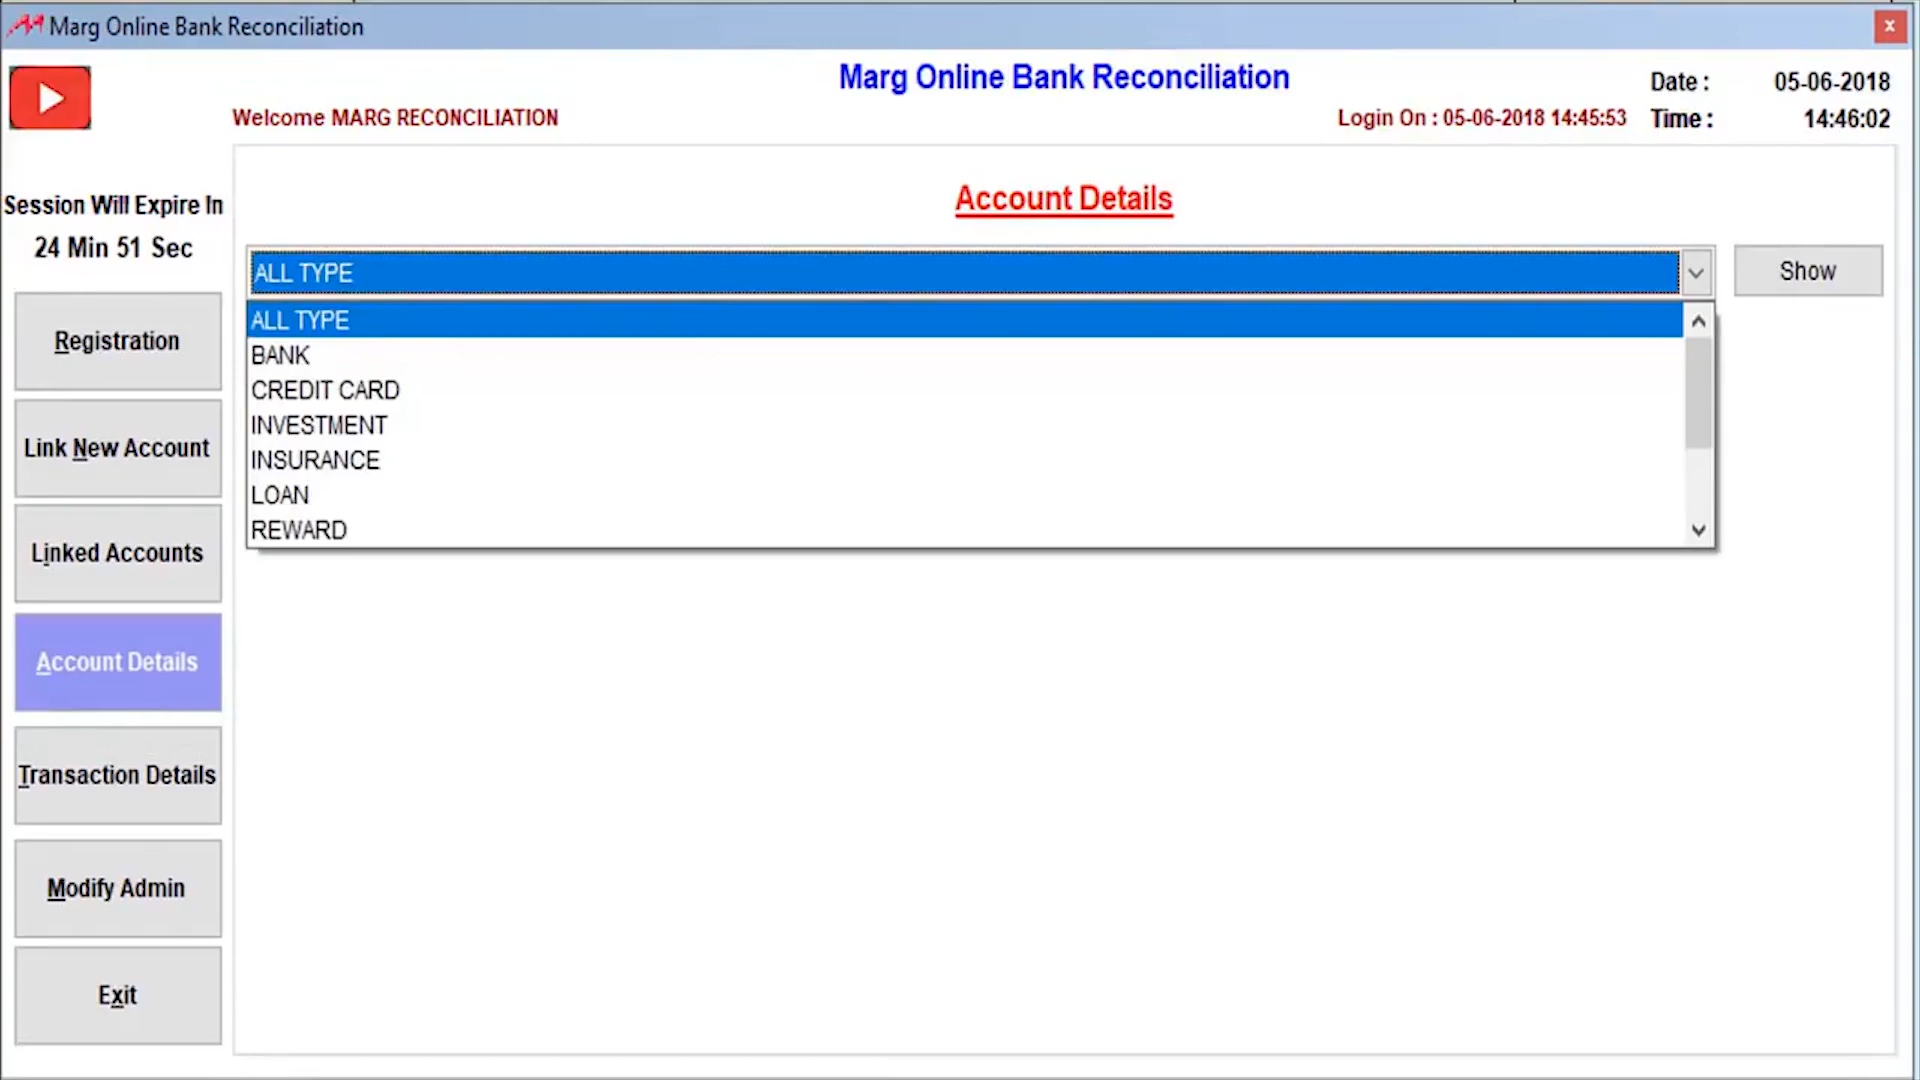 Marg Online Bank Reconciliation
x
Marg Online Bank Reconciliation
Date : 05-06-2018
Welcome MARG RECONCILIATION
Login On : 05-06-2018 14:45:53
Time : 14:46:02
Session Will Expire In
24 Min 51 Sec
Account Details
ALL TYPE
Show
ALL TYPE
BANK
CREDIT CARD
INVESTMENT
INSURANCE
LOAN
REWARD
Registration
Link New Account
Linked Accounts
Account Details
Transaction Details
Modify Admin
Exit